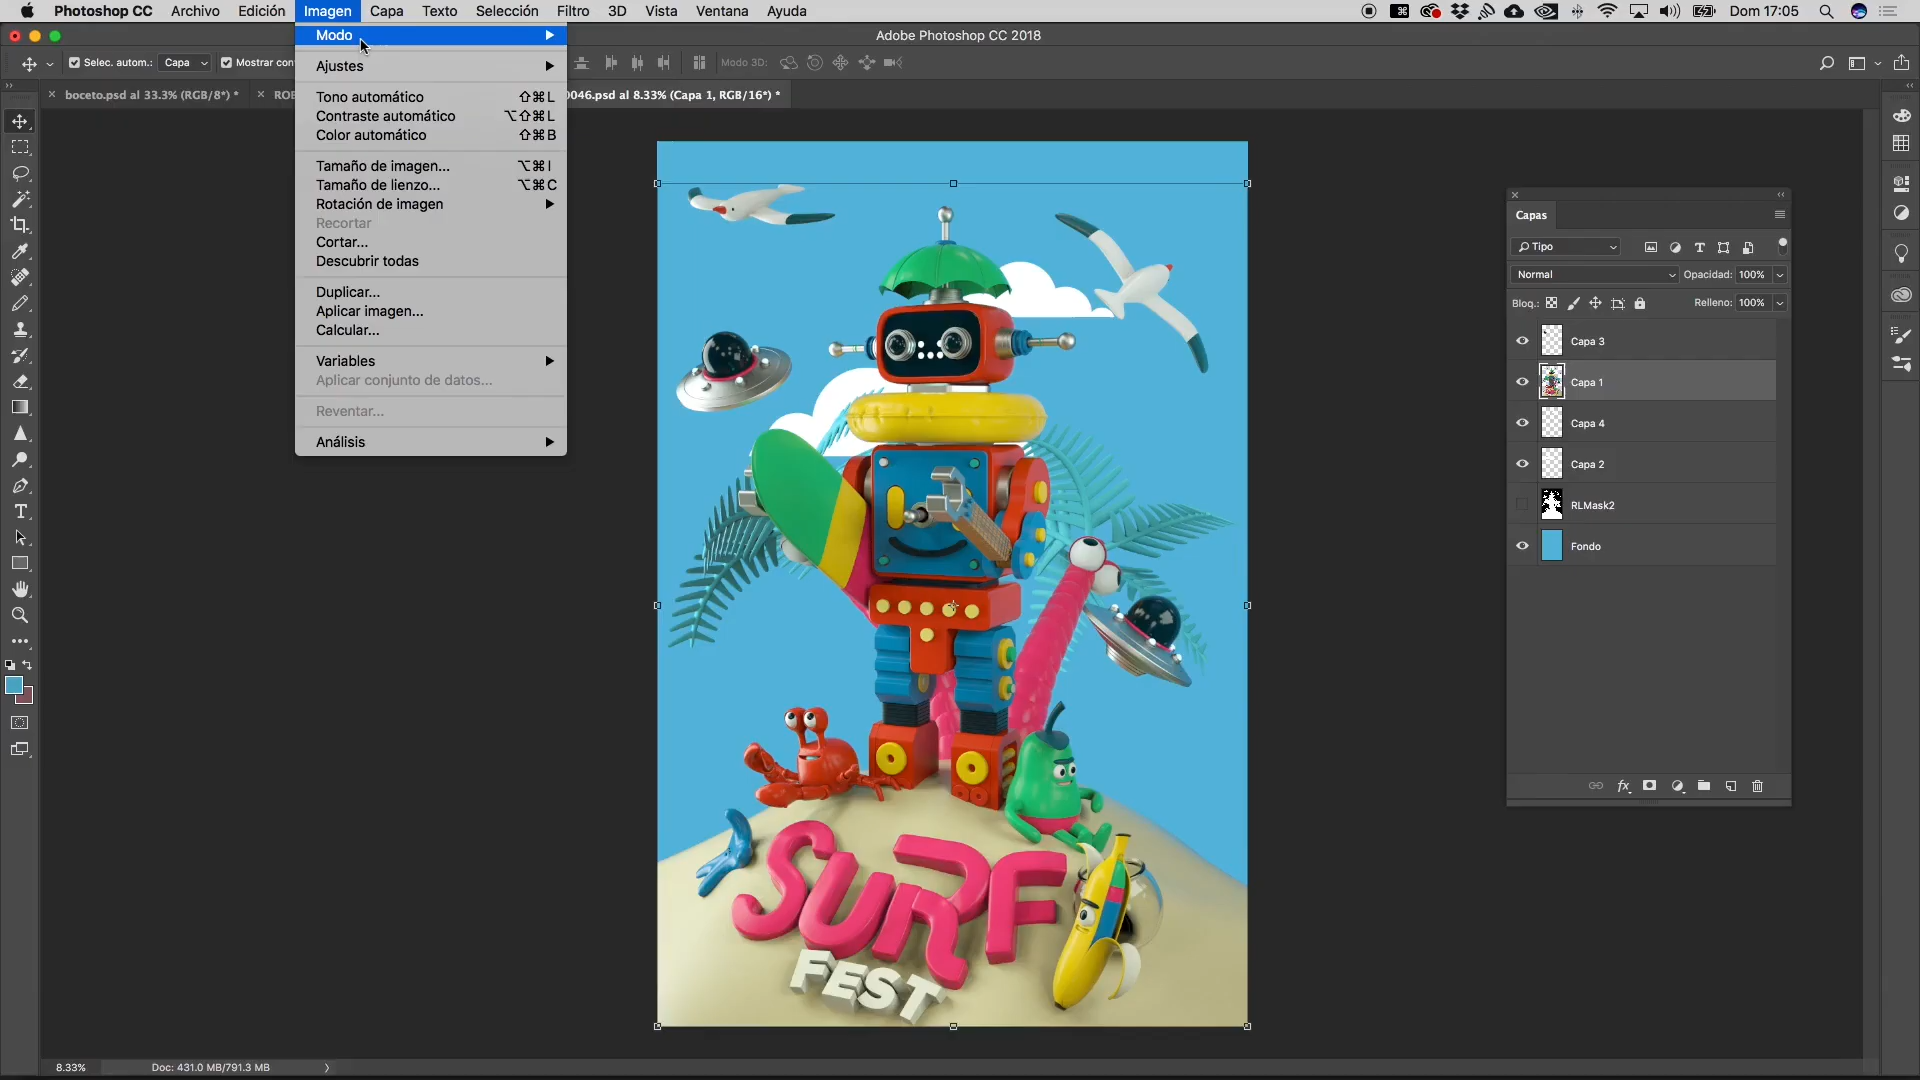 Photoshop CC Archivo Edición Imagen Capa Texto Selección Filtro 3D Vista Ventana Ayuda Dom 17:05
Adobe Photoshop CC 2018
Modo
Selec. autom.: Capa Mostrar con Modo 3D:
Ajustes
boceto.psd al 33.3% (RGB/8*) * ROB 0046.psd al 8.33% (Capa 1, RGB/16*) *
Tono automático ⇧⌘L
Contraste automático ⌥⇧⌘L
Color automático ⇧⌘B
Tamaño de imagen... ⌥⌘I
Tamaño de lienzo... ⌥⌘C
Rotación de imagen
Recortar
Cortar...
Descubrir todas
Duplicar...
Aplicar imagen...
Calcular...
Variables
Aplicar conjunto de datos...
Reventar...
Análisis
SURF
FEST
Capas
Tipo
Normal Opacidad: 100%
Bloq.: Relleno: 100%
Capa 3
Capa 1
Capa 4
Capa 2
RLMask2
Fondo
8.33% Doc: 431.0 MB/791.3 MB